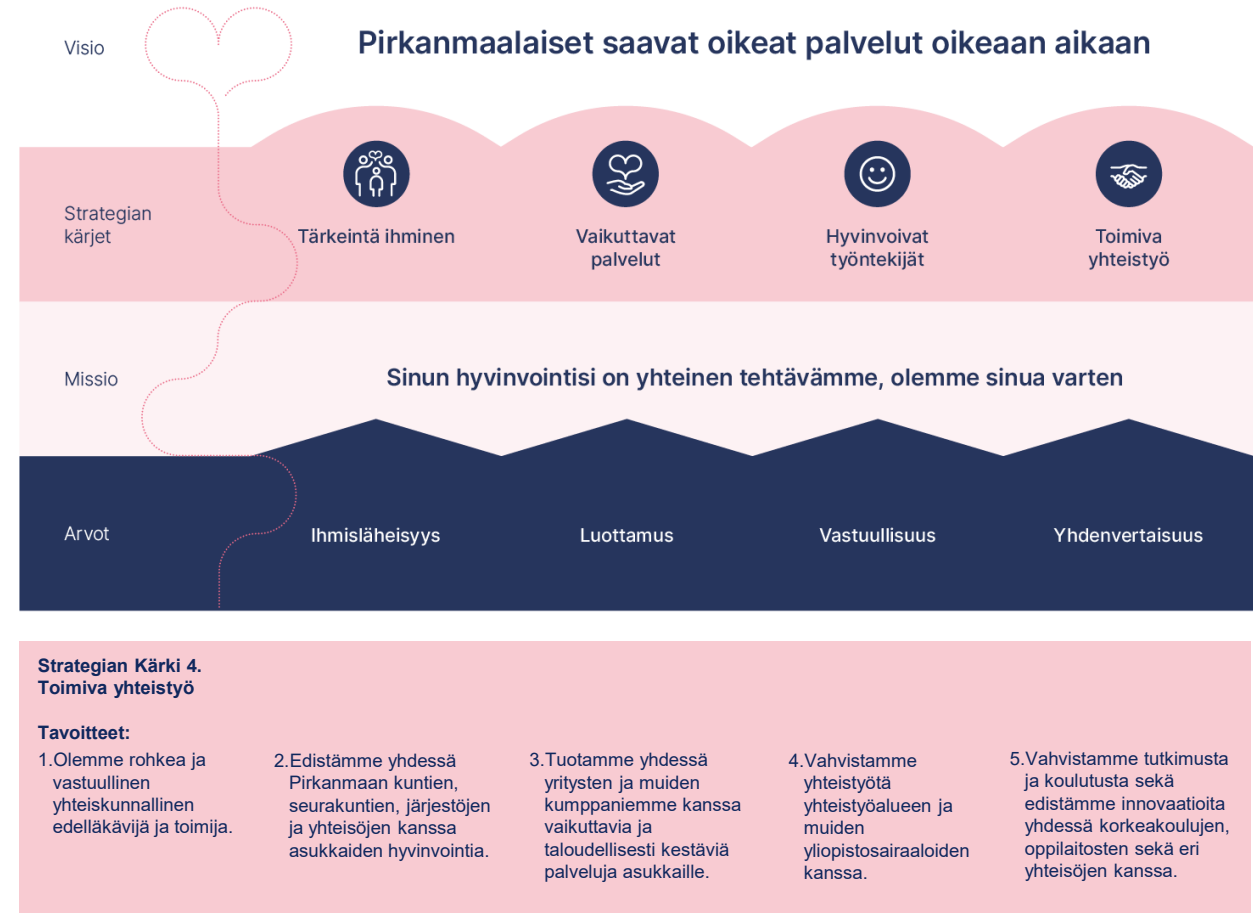 Visio
Pirkanmaalaiset saavat oikeat palvelut oikeaan aikaan
Strategian
kärjet
Tärkeintä ihminen
Vaikuttavat
palvelut
Hyvinvoivat
työntekijät
Toimiva
yhteistyö
Missio
Sinun hyvinvointisi on yhteinen tehtävämme, olemme sinua varten
Arvot
Ihmisläheisyys
Luottamus
Vastuullisuus
Yhdenvertaisuus
Strategian Kärki 4.
Toimiva yhteistyö
Tavoitteet:
1.Olemme rohkea ja
vastuullinen
yhteiskunnallinen
edelläkävijä ja toimija.
2.Edistämme yhdessä
Pirkanmaan kuntien,
seurakuntien, järjestöjen
ja yhteisöjen kanssa
asukkaiden hyvinvointia.
3.Tuotamme yhdessä
yritysten ja muiden
kumppaniemme kanssa
vaikuttavia ja
taloudellisesti kestäviä
palveluja asukkaille.
4.Vahvistamme
yhteistyötä
yhteistyöalueen ja
muiden
yliopistosairaaloiden
kanssa.
5.Vahvistamme tutkimusta
ja koulutusta sekä
edistämme innovaatioita
yhdessä korkeakoulujen,
oppilaitosten sekä eri
yhteisöjen kanssa.